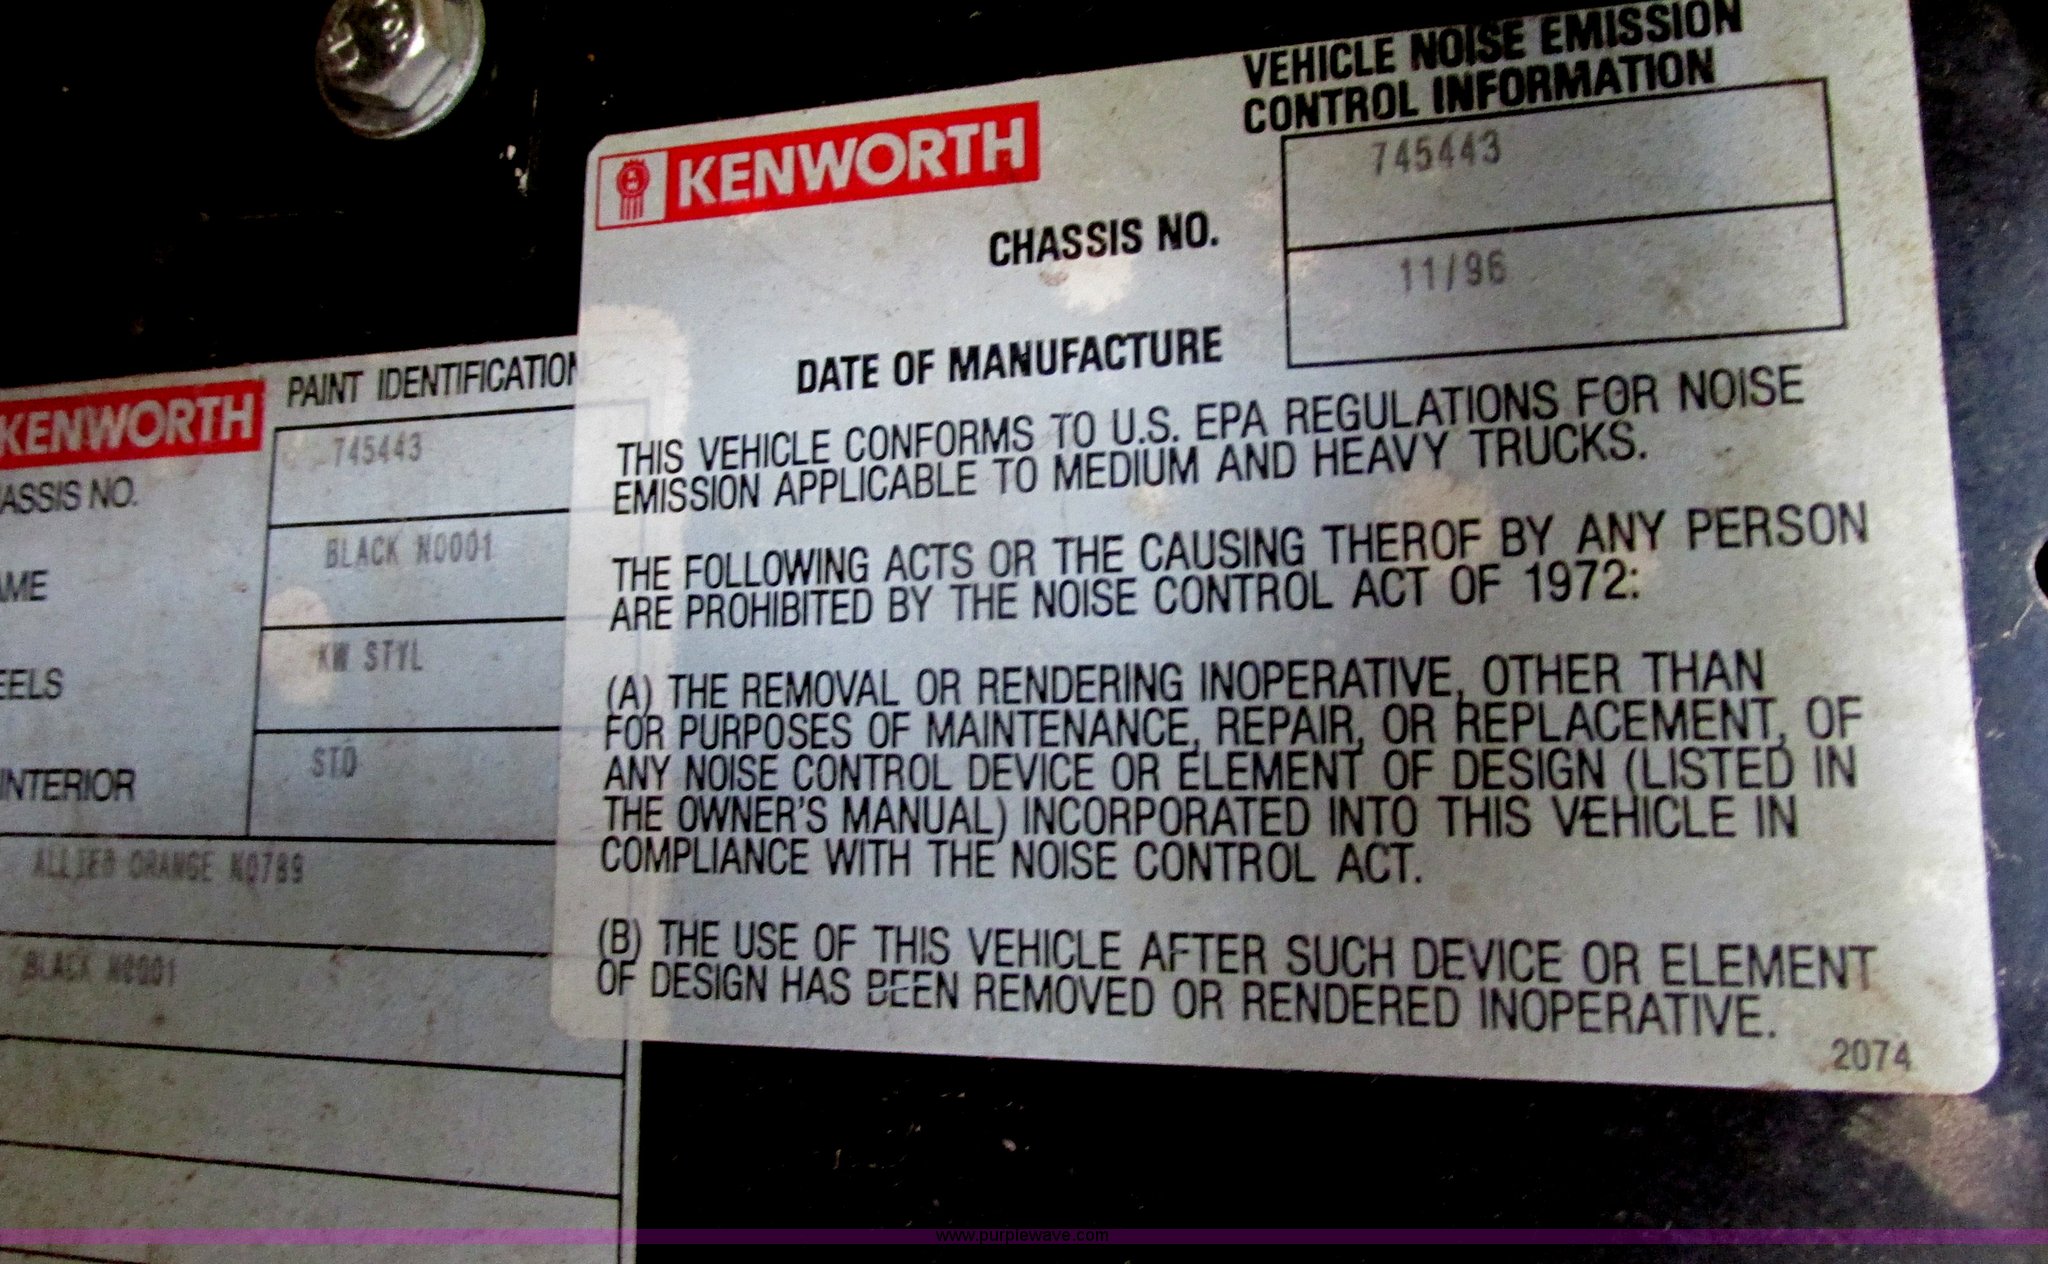 VEHICLE NOISE EMISSION
CONTROL INFORMATION
KENWORTH
CHASSIS NO.
745443
DATE OF MANUFACTURE
11/96
THIS VEHICLE CONFORMS TO U.S. EPA REGULATIONS FOR NOISE
EMISSION APPLICABLE TO MEDIUM AND HEAVY TRUCKS.
THE FOLLOWING ACTS OR THE CAUSING THEROF BY ANY PERSON
ARE PROHIBITED BY THE NOISE CONTROL ACT OF 1972:
(A) THE REMOVAL OR RENDERING INOPERATIVE, OTHER THAN
FOR PURPOSES OF MAINTENANCE, REPAIR, OR REPLACEMENT, OF
ANY NOISE CONTROL DEVICE OR ELEMENT OF DESIGN (LISTED IN
THE OWNER'S MANUAL) INCORPORATED INTO THIS VEHICLE IN
COMPLIANCE WITH THE NOISE CONTROL ACT.
(B) THE USE OF THIS VEHICLE AFTER SUCH DEVICE OR ELEMENT
OF DESIGN HAS BEEN REMOVED OR RENDERED INOPERATIVE.
2074
KENWORTH
PAINT IDENTIFICATION
ASSIS NO.
745443
AME
BLACK N0001
EELS
KW STYL
INTERIOR
STD
ALLIED ORANGE N0789
BLACK N0001
www.purplewave.com